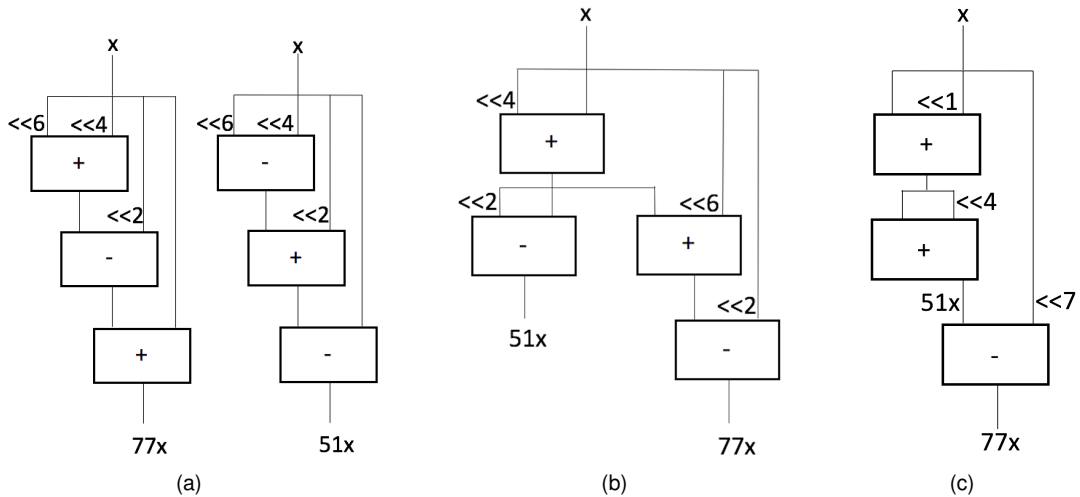 x
<<6 <<4
+
<<2
-
+
77x
x
<<6 <<4
-
<<2
+
-
51x
(a)
x
<<4
+
<<2
-
51x
<<6
+
<<2
-
77x
(b)
x
<<1
+
<<4
+
51x
<<7
-
77x
(c)